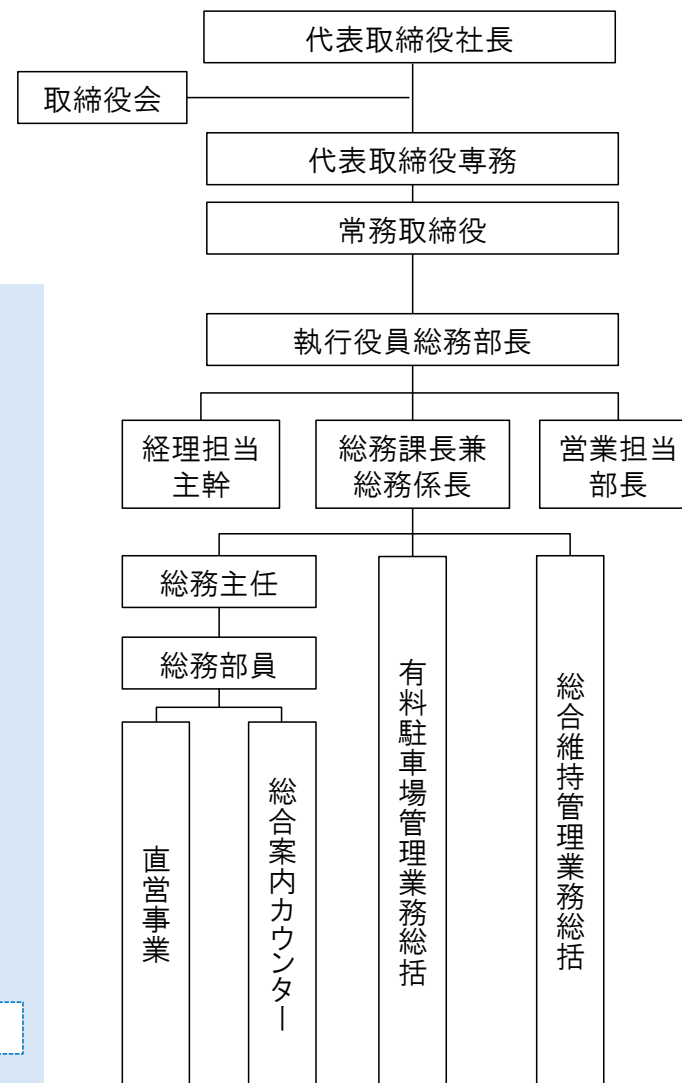 代表取締役社長
取締役会
代表取締役専務
常務取締役
執行役員総務部長
経理担当
主幹
総務課長兼
総務係長
営業担当
部長
総務主任
総務部員
直営事業
総合案内カウンター
有料駐車場管理業務総括
総合維持管理業務総括